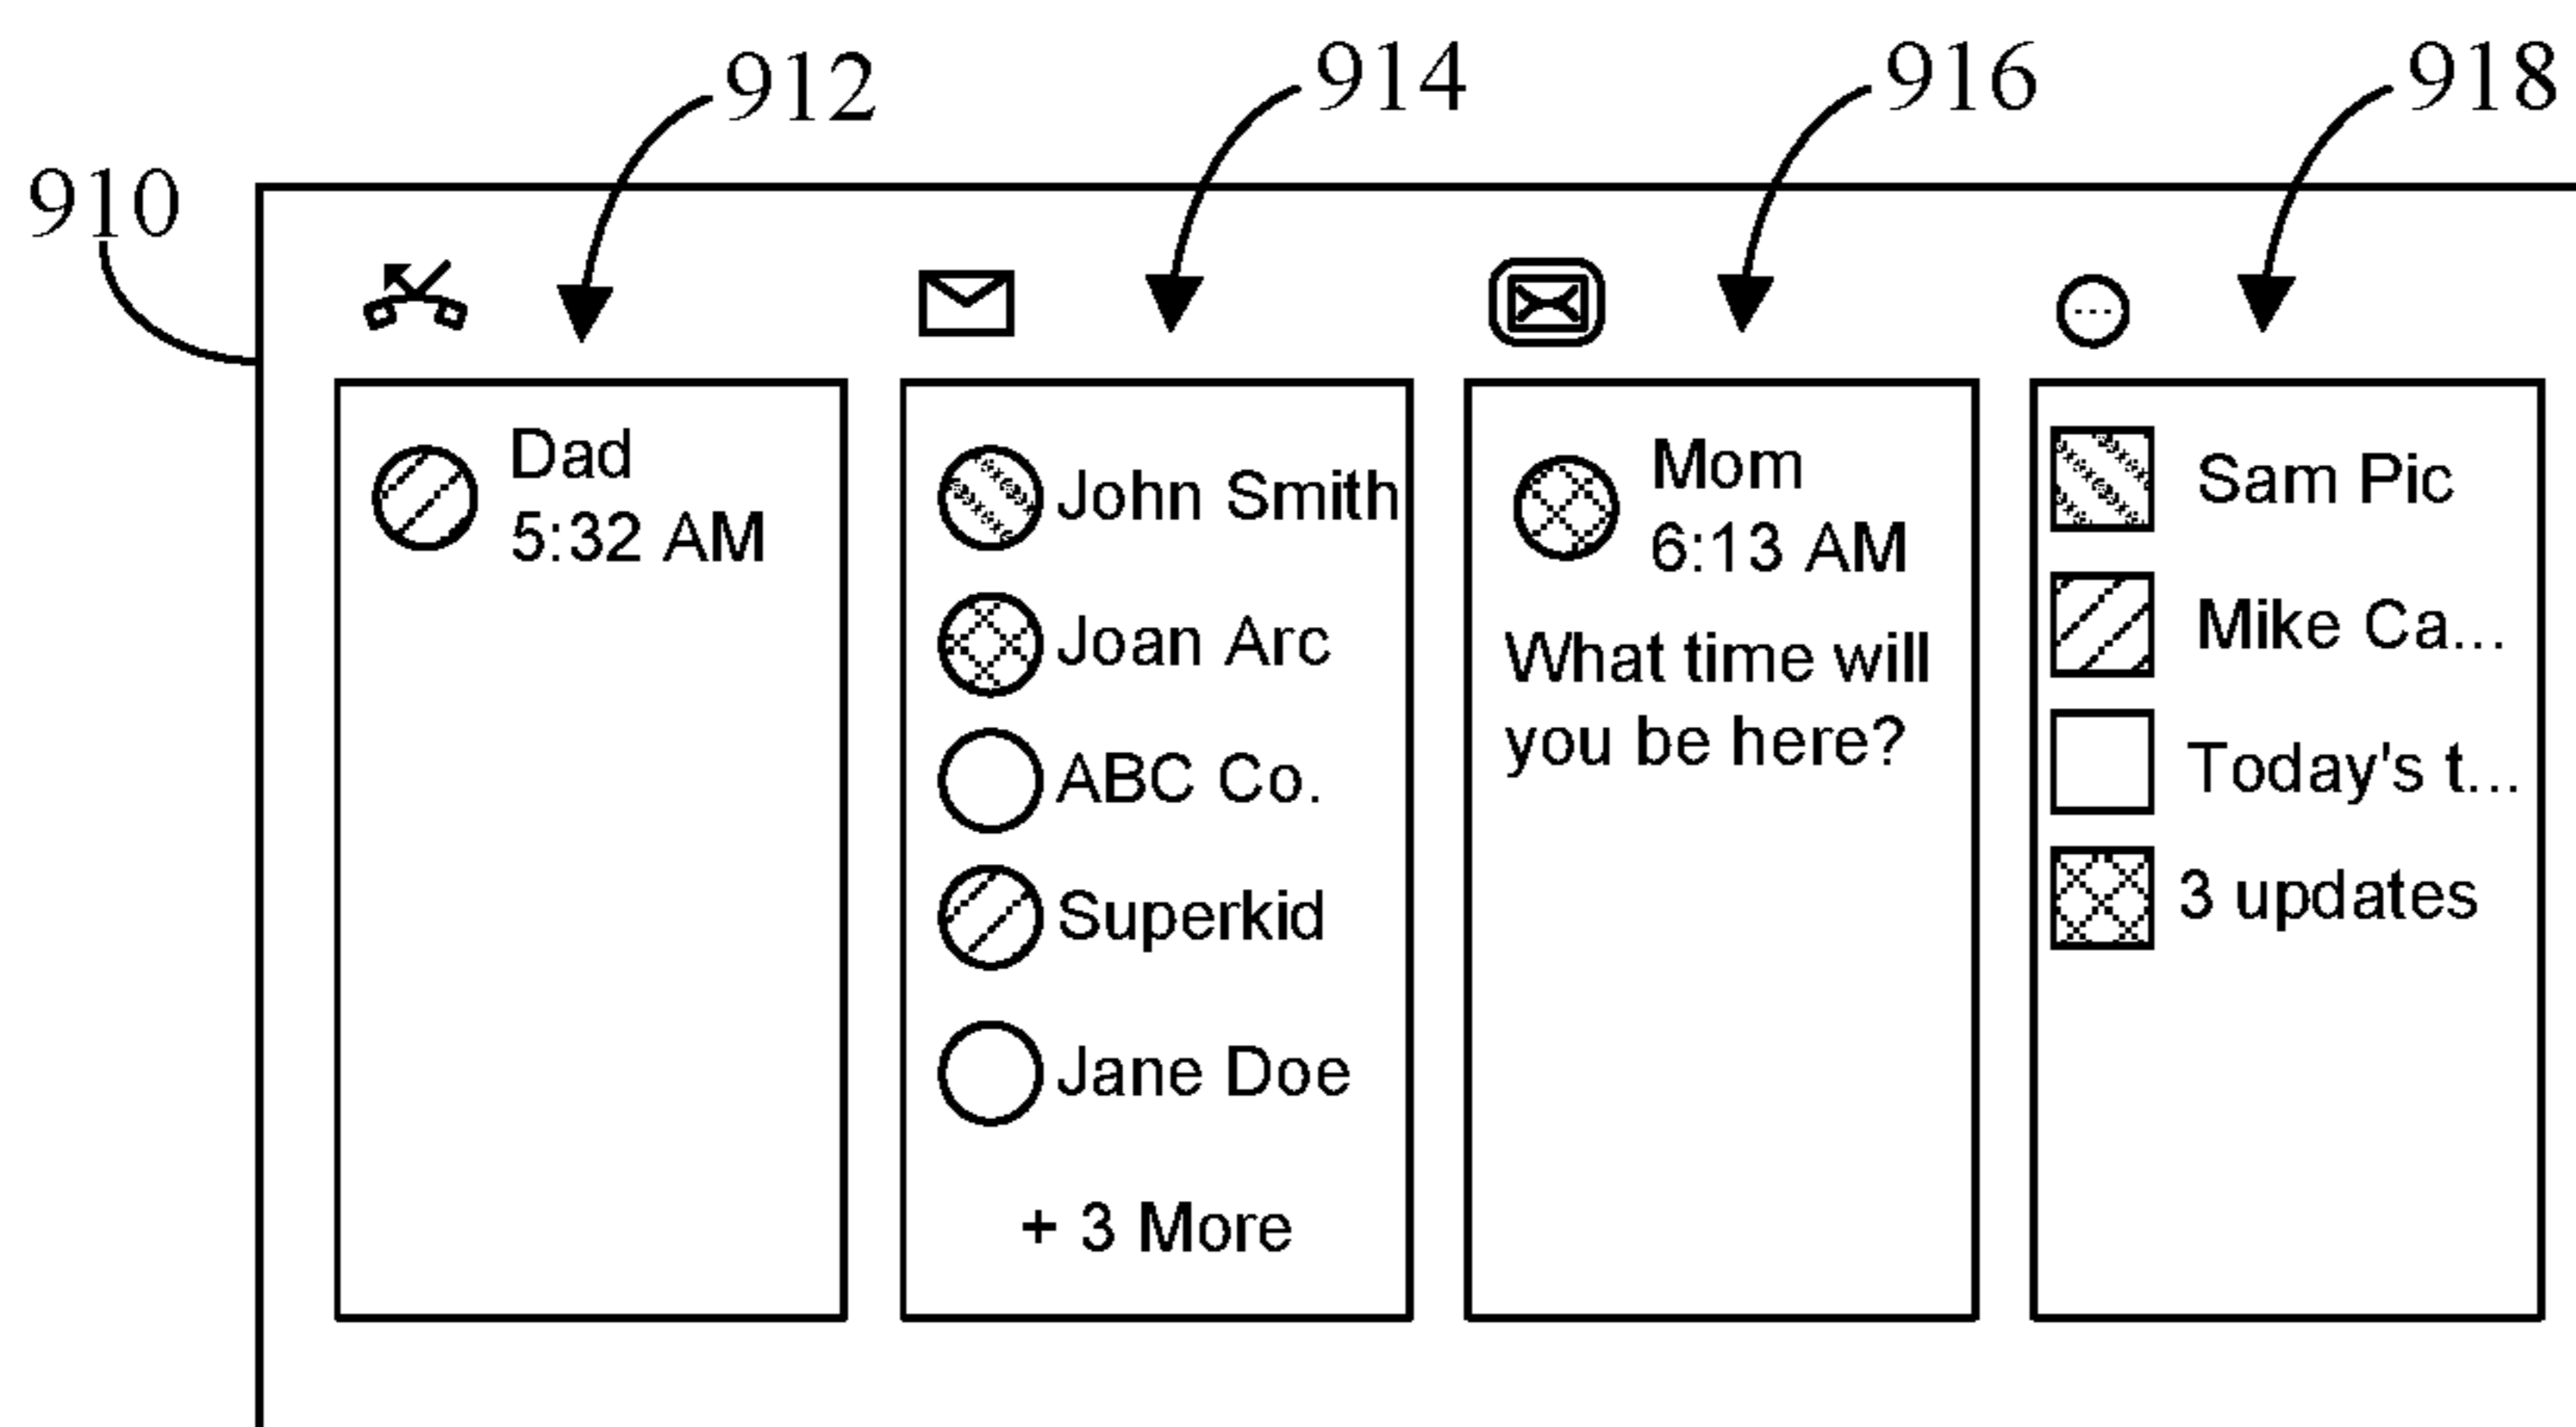 912
914
916
918
910
Dad
5:32 AM
John Smith
Joan Arc
ABC Co.
Superkid
Jane Doe
+ 3 More
Mom
6:13 AM
What time will
you be here?
Sam Pic
Mike Ca...
Today's t...
3 updates